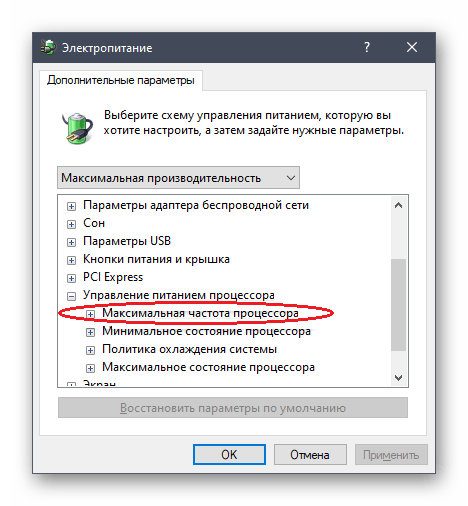 Электропитание
Дополнительные параметры
Выберите схему управления питанием, которую вы
хотите настроить, а затем задайте нужные параметры.
Максимальная производительность
Параметры адаптера беспроводной сети
Сон
Параметры USB
Кнопки питания и крышка
PCI Express
Управление питанием процессора
Максимальная частота процессора
Минимальное состояние процессора
Политика охлаждения системы
Максимальное состояние процессора
Экран
Восстановить параметры по умолчанию
OK
Отмена
Применить